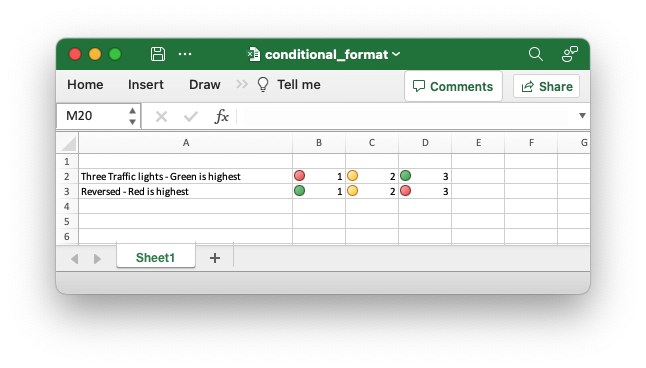 conditional_format
Home Insert Draw Tell me Comments Share
M20 fx
A B C D E F G
1
2 Three Traffic lights - Green is highest 1 2 3
3 Reversed - Red is highest 1 2 3
4
5
6
Sheet1 +